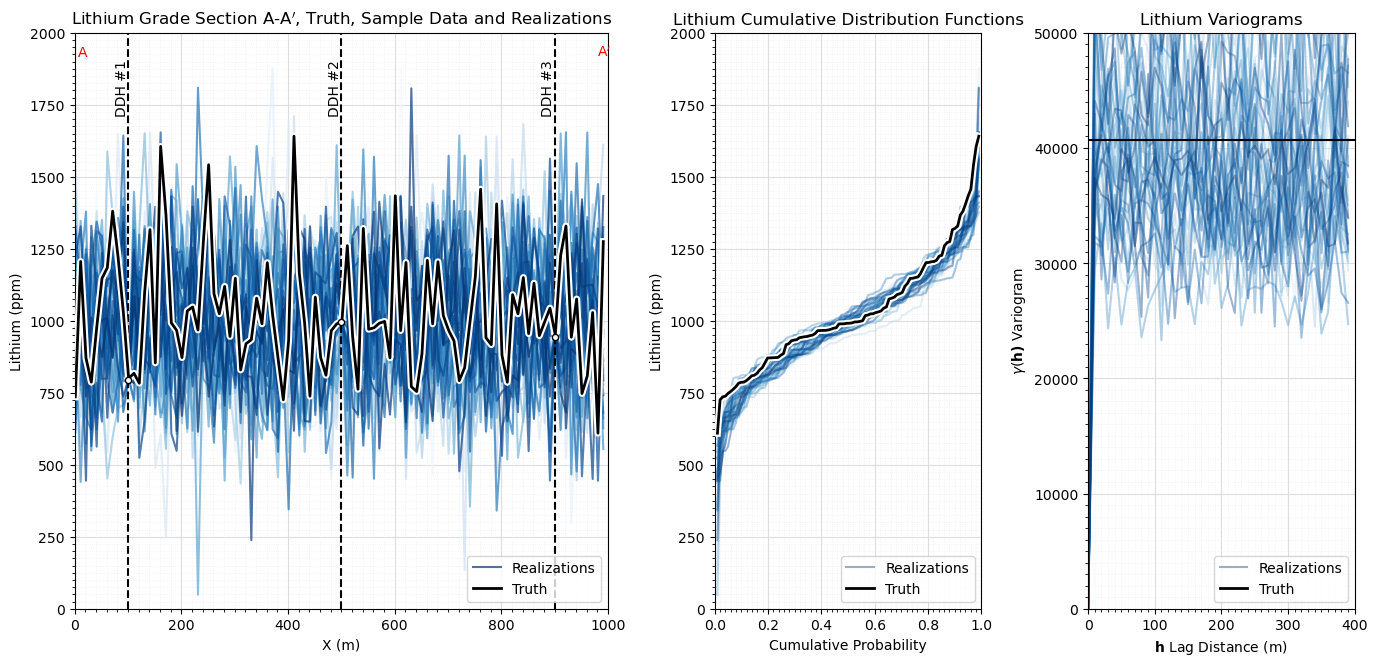 Lithium Grade Section A-A′, Truth, Sample Data and Realizations
A
A
DDH #1
DDH #2
DDH #3
Lithium (ppm)
2000
1750
1500
1250
1000
750
500
250
0
0
200
400
600
800
1000
X (m)
Realizations
Truth
Lithium Cumulative Distribution Functions
Lithium (ppm)
2000
1750
1500
1250
1000
750
500
250
0
0.0
0.2
0.4
0.6
0.8
1.0
Cumulative Probability
Realizations
Truth
Lithium Variograms
γ(h) Variogram
50000
40000
30000
20000
10000
0
0
100
200
300
400
h Lag Distance (m)
Realizations
Truth